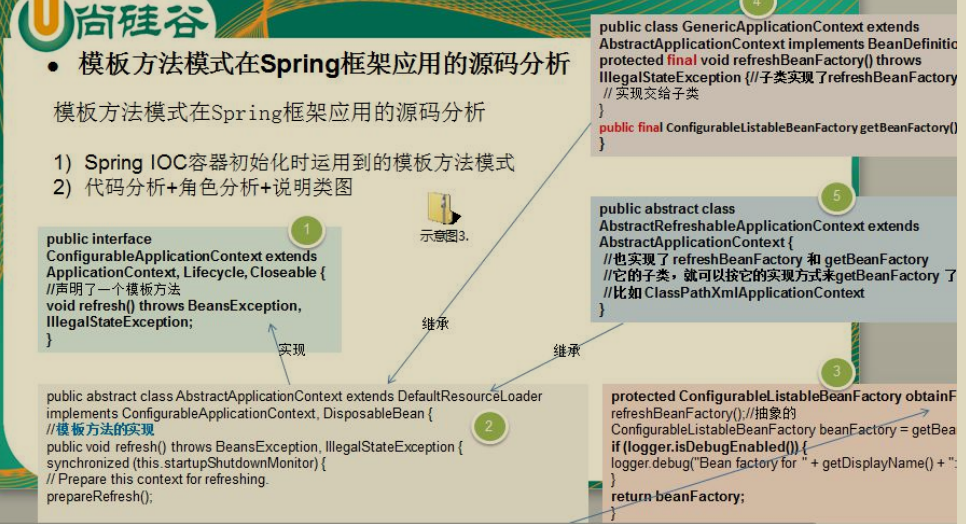 尚硅谷
● 模板方法模式在Spring框架应用的源码分析
模板方法模式在Spring框架应用的源码分析
1) Spring IOC容器初始化时运用到的模板方法模式
2) 代码分析+角色分析+说明类图
示意图3.
1
public interface
ConfigurableApplicationContext extends
ApplicationContext, Lifecycle, Closeable {
//声明了一个模板方法
void refresh() throws BeansException,
IllegalStateException;
}
实现
继承
继承
public abstract class AbstractApplicationContext extends DefaultResourceLoader
implements ConfigurableApplicationContext, DisposableBean {
//模板方法的实现
public void refresh() throws BeansException, IllegalStateException {
synchronized (this.startupShutdownMonitor) {
// Prepare this context for refreshing.
prepareRefresh();
2
4
public class GenericApplicationContext extends
AbstractApplicationContext implements BeanDefinitio
protected final void refreshBeanFactory() throws
IllegalStateException {//子类实现了refreshBeanFactory
// 实现交给子类
}
public final ConfigurableListableBeanFactory getBeanFactory()
}
5
public abstract class
AbstractRefreshableApplicationContext extends
AbstractApplicationContext {
//也实现了 refreshBeanFactory 和 getBeanFactory
//它的子类，就可以按它的实现方式来getBeanFactory 了
//比如 ClassPathXmlApplicationContext
}
3
protected ConfigurableListableBeanFactory obtainF
refreshBeanFactory();//抽象的
ConfigurableListableBeanFactory beanFactory = getBea
if (logger.isDebugEnabled()) {
logger.debug("Bean factory for " + getDisplayName() + ":
}
return beanFactory;
}